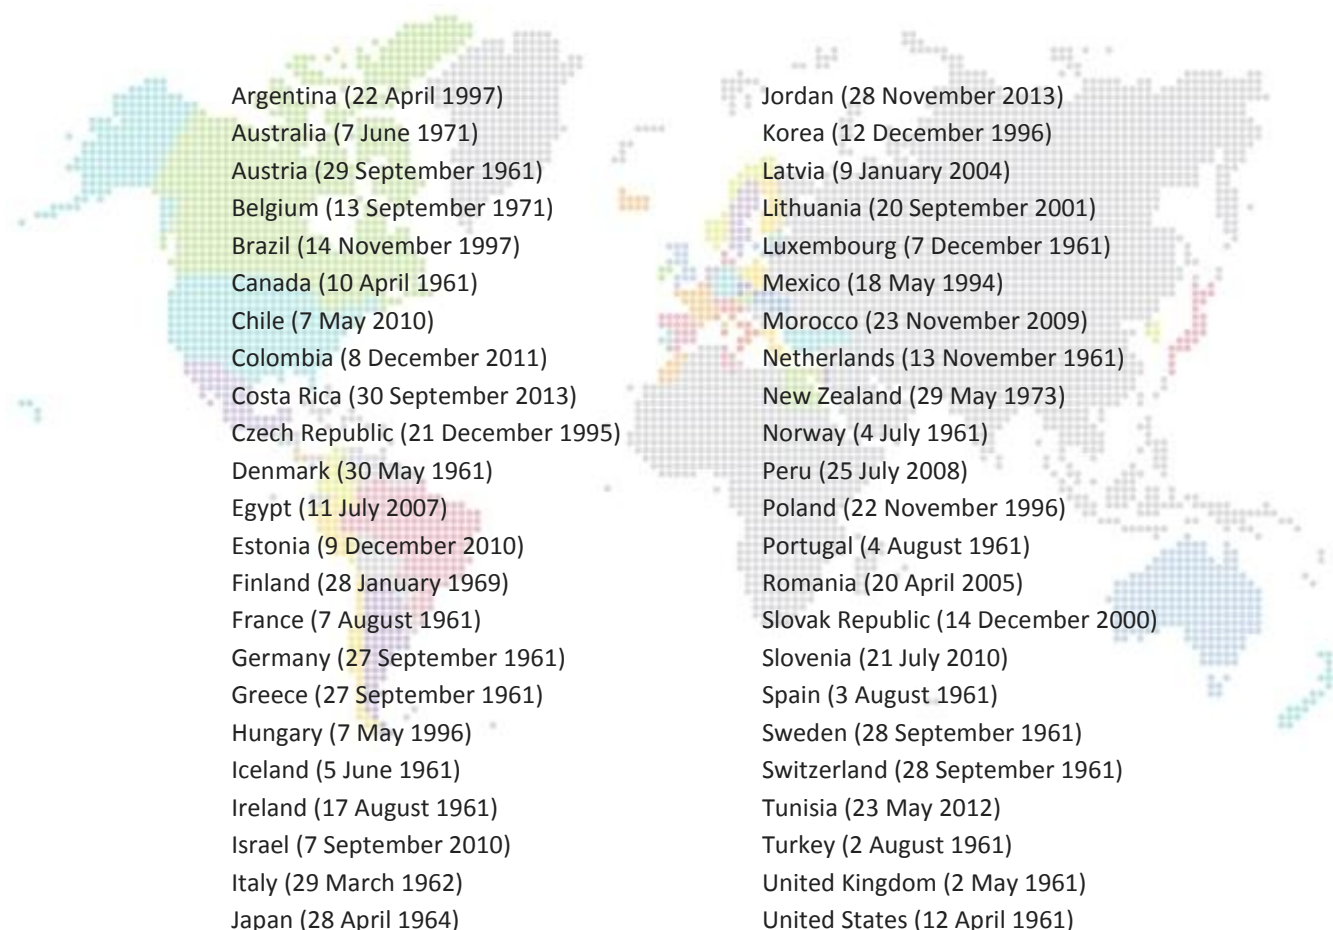 Argentina (22 April 1997)
Australia (7 June 1971)
Austria (29 September 1961)
Belgium (13 September 1971)
Brazil (14 November 1997)
Canada (10 April 1961)
Chile (7 May 2010)
Colombia (8 December 2011)
Costa Rica (30 September 2013)
Czech Republic (21 December 1995)
Denmark (30 May 1961)
Egypt (11 July 2007)
Estonia (9 December 2010)
Finland (28 January 1969)
France (7 August 1961)
Germany (27 September 1961)
Greece (27 September 1961)
Hungary (7 May 1996)
Iceland (5 June 1961)
Ireland (17 August 1961)
Israel (7 September 2010)
Italy (29 March 1962)
Japan (28 April 1964)
Jordan (28 November 2013)
Korea (12 December 1996)
Latvia (9 January 2004)
Lithuania (20 September 2001)
Luxembourg (7 December 1961)
Mexico (18 May 1994)
Morocco (23 November 2009)
Netherlands (13 November 1961)
New Zealand (29 May 1973)
Norway (4 July 1961)
Peru (25 July 2008)
Poland (22 November 1996)
Portugal (4 August 1961)
Romania (20 April 2005)
Slovak Republic (14 December 2000)
Slovenia (21 July 2010)
Spain (3 August 1961)
Sweden (28 September 1961)
Switzerland (28 September 1961)
Tunisia (23 May 2012)
Turkey (2 August 1961)
United Kingdom (2 May 1961)
United States (12 April 1961)